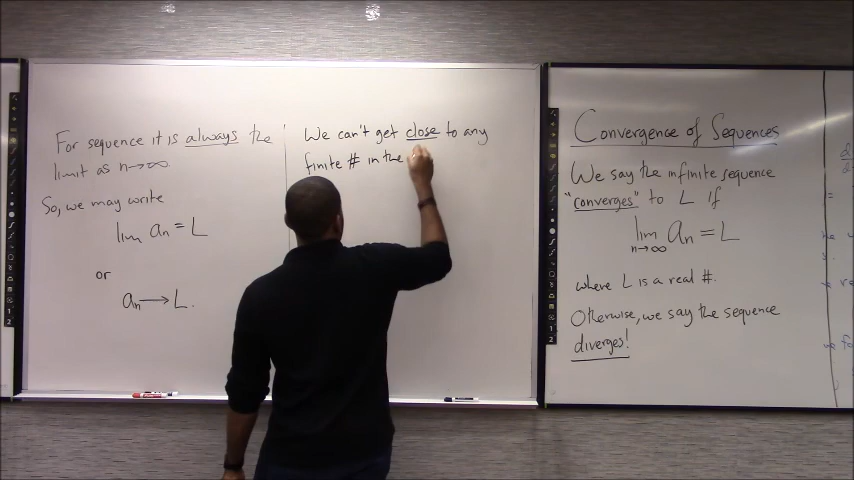 For sequence it is always the
limit as n→∞
So, we may write
lim aₙ = L
or
aₙ → L.
We can't get close to any
finite # in the
Convergence of Sequences
We say the infinite sequence
"converges" to L if
lim aₙ = L
n→∞
where L is a real #.
Otherwise, we say the sequence
diverges!